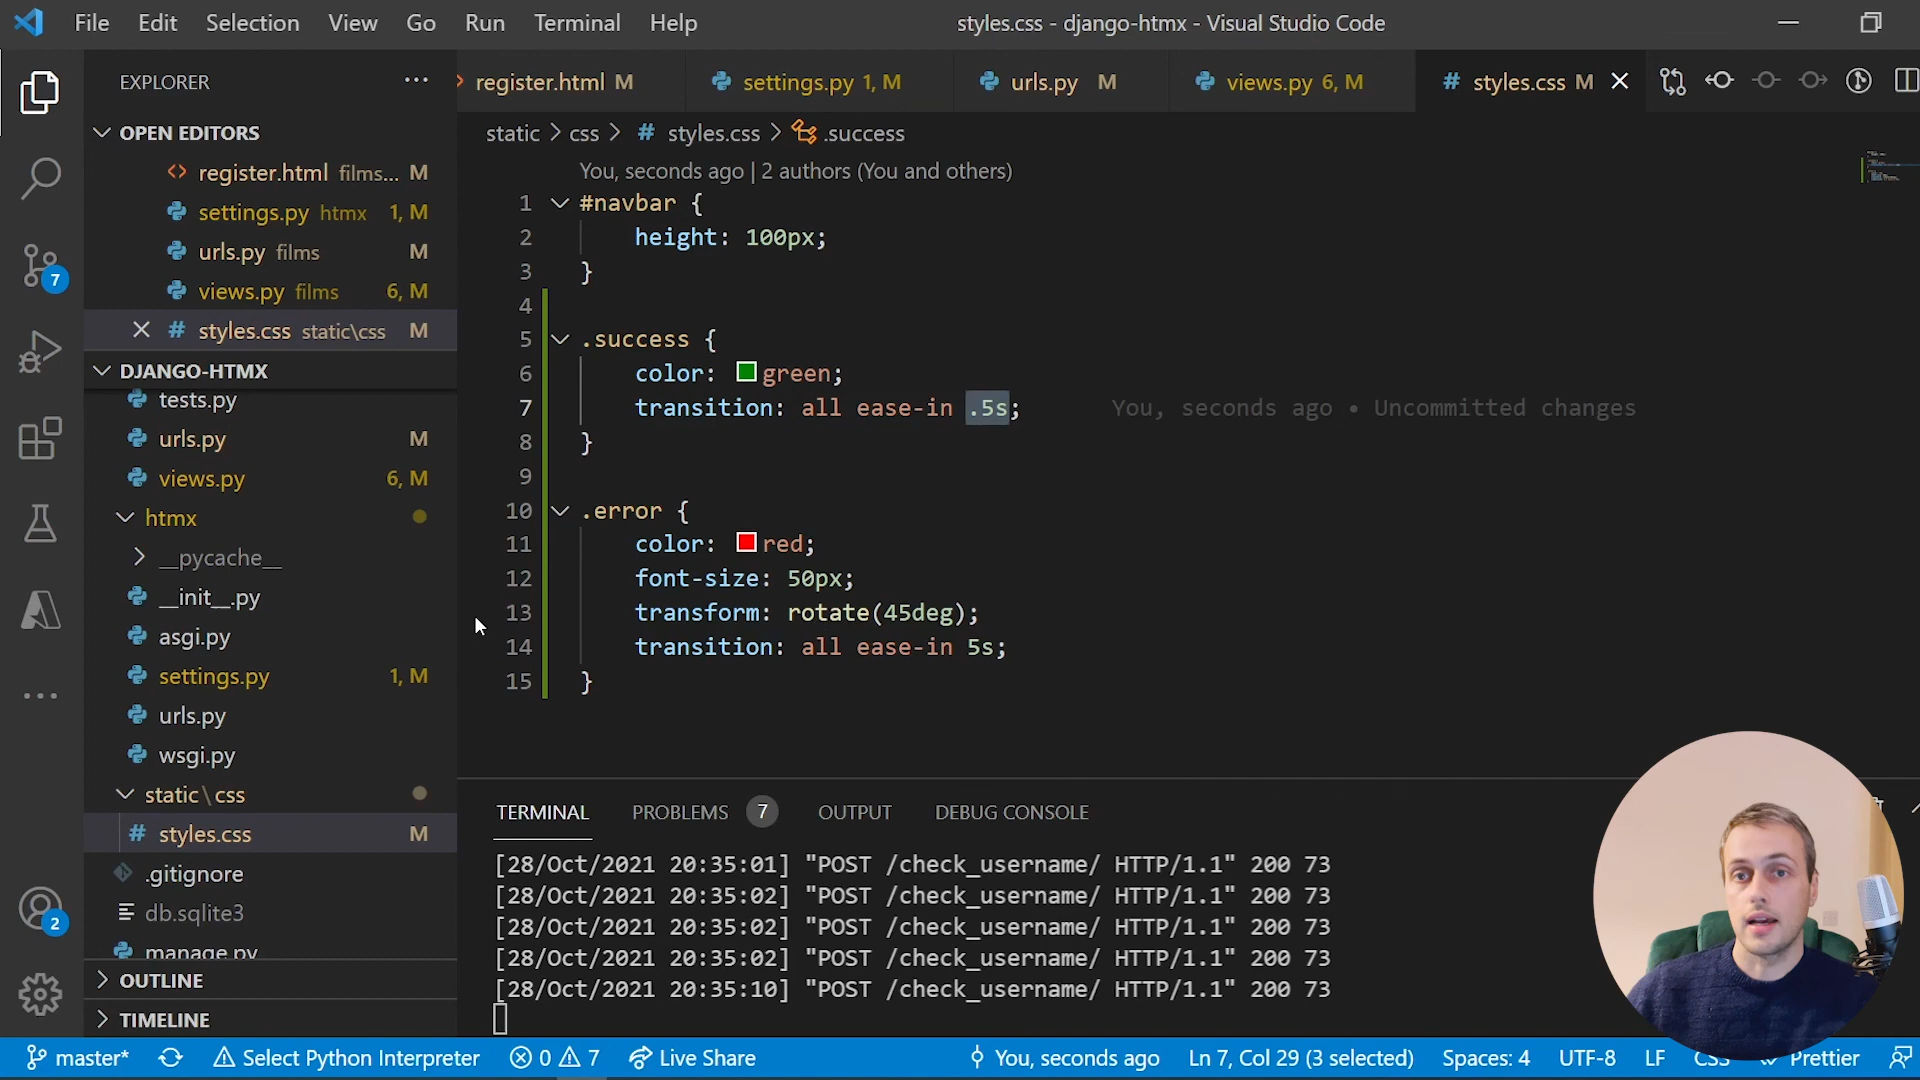 File Edit Selection View Go Run Terminal Help styles.css - django-htmx - Visual Studio Code
EXPLORER
OPEN EDITORS
register.html films... M
settings.py htmx 1, M
urls.py films M
views.py films 6, M
styles.css static\css M
DJANGO-HTMX
tests.py
urls.py M
views.py 6, M
htmx
__pycache__
__init__.py
asgi.py
settings.py 1, M
urls.py
wsgi.py
static\css
styles.css M
.gitignore
db.sqlite3
manage.py
OUTLINE
TIMELINE
7
2
register.html M settings.py 1, M urls.py M views.py 6, M # styles.css M
static > css > # styles.css > .success
You, seconds ago | 2 authors (You and others)
1 #navbar {
2 height: 100px;
3 }
4
5 .success {
6 color: green;
7 transition: all ease-in .5s; You, seconds ago • Uncommitted changes
8 }
9
10 .error {
11 color: red;
12 font-size: 50px;
13 transform: rotate(45deg);
14 transition: all ease-in 5s;
15 }
TERMINAL PROBLEMS 7 OUTPUT DEBUG CONSOLE
[28/Oct/2021 20:35:01] "POST /check_username/ HTTP/1.1" 200 73
[28/Oct/2021 20:35:02] "POST /check_username/ HTTP/1.1" 200 73
[28/Oct/2021 20:35:02] "POST /check_username/ HTTP/1.1" 200 73
[28/Oct/2021 20:35:02] "POST /check_username/ HTTP/1.1" 200 73
[28/Oct/2021 20:35:10] "POST /check_username/ HTTP/1.1" 200 73
master* Select Python Interpreter 0 7 Live Share You, seconds ago Ln 7, Col 29 (3 selected) Spaces: 4 UTF-8 LF CSS Prettier